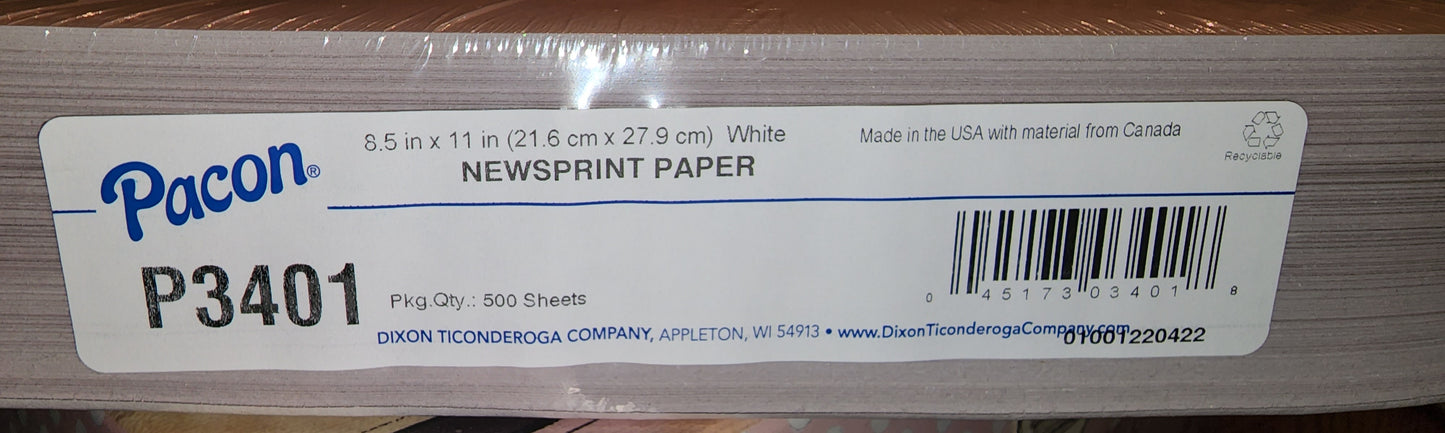 Pacon®
8.5 in x 11 in (21.6 cm x 27.9 cm) White
NEWSPRINT PAPER
Made in the USA with material from Canada
Recyclable
P3401
Pkg.Qty.: 500 Sheets
0 45173 03401 8
DIXON TICONDEROGA COMPANY, APPLETON, WI 54913 • www.DixonTiconderogaCompany.com
01001220422